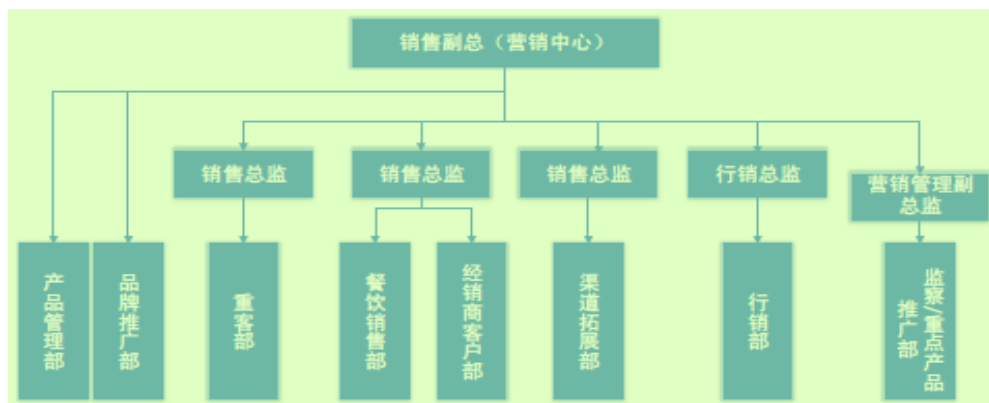 销售副总（营销中心）
销售总监
销售总监
销售总监
行销总监
营销管理副
总监
产品管理部
品牌推广部
重客部
餐饮销售部
经销商客户部
渠道拓展部
行销部
监察/重点产品
推广部